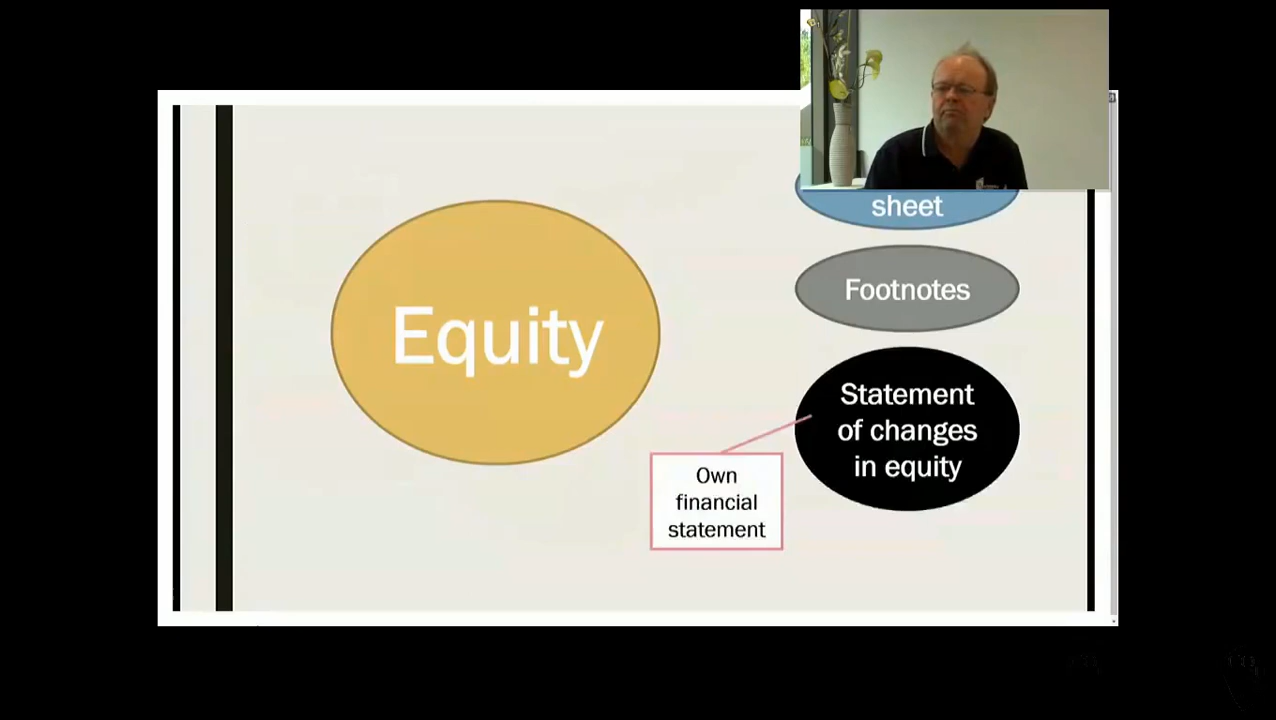 Equity
sheet
Footnotes
Statement
of changes
in equity
Own
financial
statement